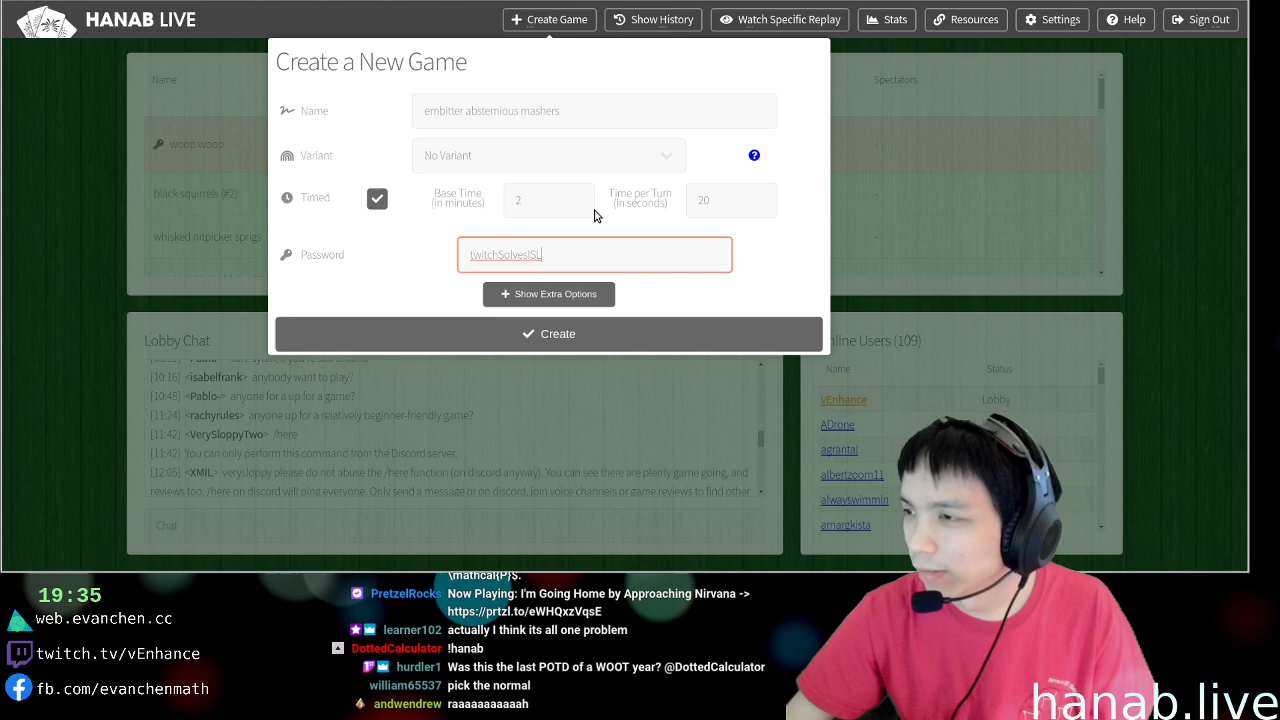 HANAB LIVE
Create Game
Show History
Watch Specific Replay
Stats
Resources
Settings
Help
Sign Out
Create a New Game
Name
Spectators
Name
embitter abstemious mashers
woop woop
Variant
No Variant
black squirrels (#2)
Timed
Base Time
(in minutes)
2
Time per Turn
(in seconds)
20
whisked nitpicker sprigs
Password
twitchSolvesISL
Show Extra Options
Create
Lobby Chat
[10:16] <isabelfrank> anybody want to play?
[10:48] <Pablo-> anyone for a up for a game?
[11:24] <rachyrules> anyone up for a relatively beginner-friendly game?
[11:42] <VerySloppyTwo> /here
[11:42] You can only perform this command from the Discord server.
[12:05] <XMIL> verysloppy please do not abuse the /here function (on discord anyway). You can see there are plenty game going, and
reviews too. /here on discord will ping everyone. Only send a message or on discord, join voice channels or game reviews to find other
Chat
nline Users (109)
Name
Status
vEnhance
Lobby
ADrone
agrantal
albertzoom11
alwayswimmin
amargkista
19:35
web.evanchen.cc
twitch.tv/vEnhance
fb.com/evanchenmath
\mathcal{P}$.
PretzelRocks Now Playing: I'm Going Home by Approaching Nirvana ->
https://prtzl.to/eWHQxzVqsE
learner102 actually I think its all one problem
DottedCalculator !hanab
hurdler1 Was this the last POTD of a WOOT year? @DottedCalculator
william65537 pick the normal
andwendrew raaaaaaaaaaah
hanab.live